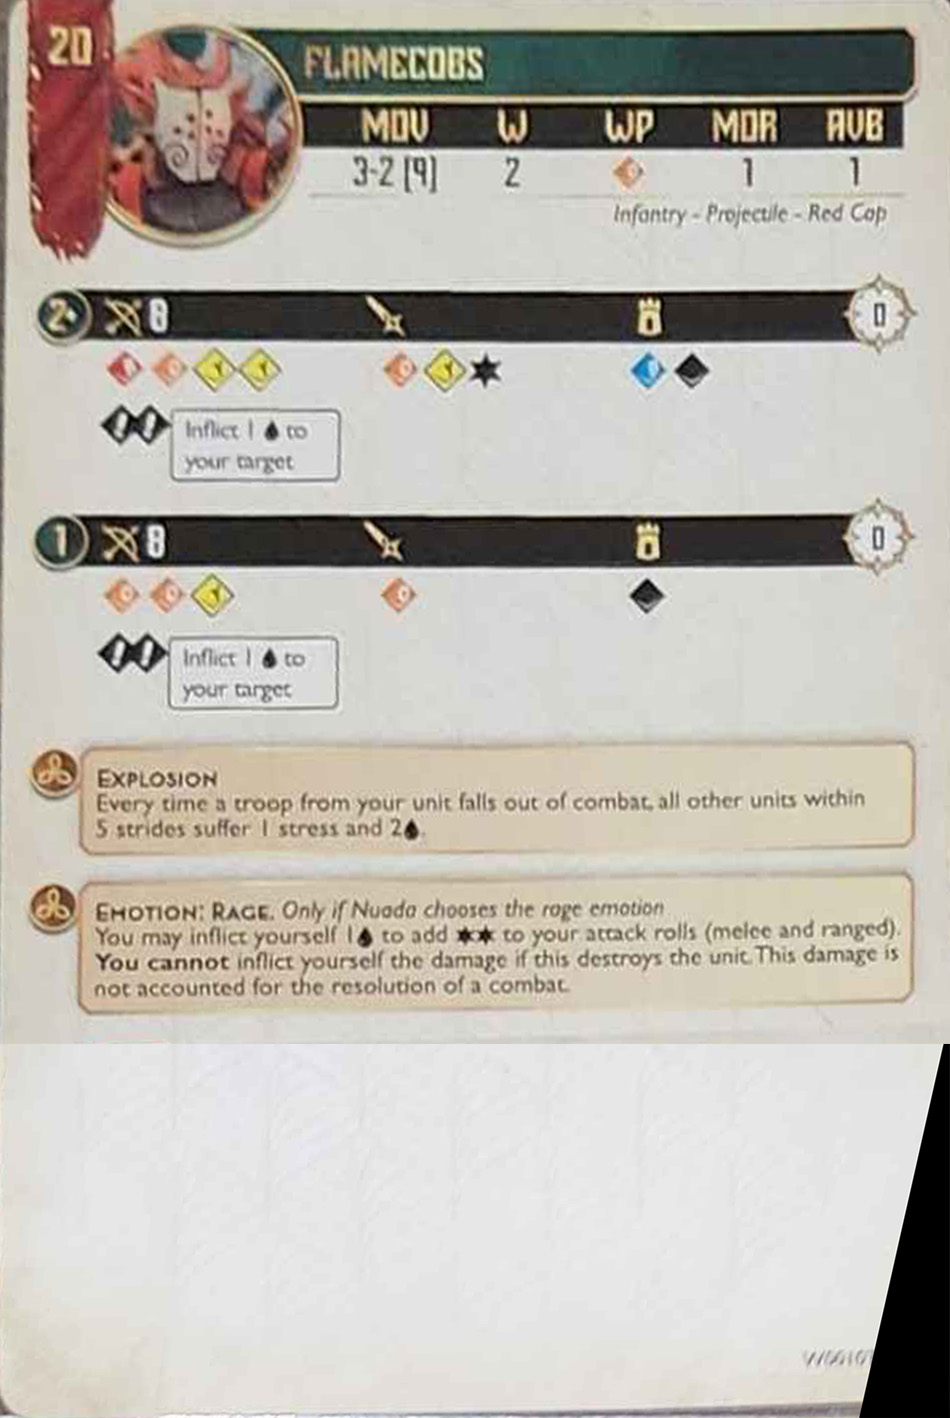 20
FLAMECOBS
MOV W WP MOR AVB
3-2 [9] 2 1 1
Infantry - Projectile - Red Cap
2+ 8 0
Inflict 1 to
your target
1 8 0
Inflict 1 to
your target
EXPLOSION
Every time a troop from your unit falls out of combat, all other units within
5 strides suffer 1 stress and 2.
EMOTION: RAGE. Only if Nuada chooses the rage emotion
You may inflict yourself 1 to add ✶✶ to your attack rolls (melee and ranged).
You cannot inflict yourself the damage if this destroys the unit. This damage is
not accounted for the resolution of a combat.